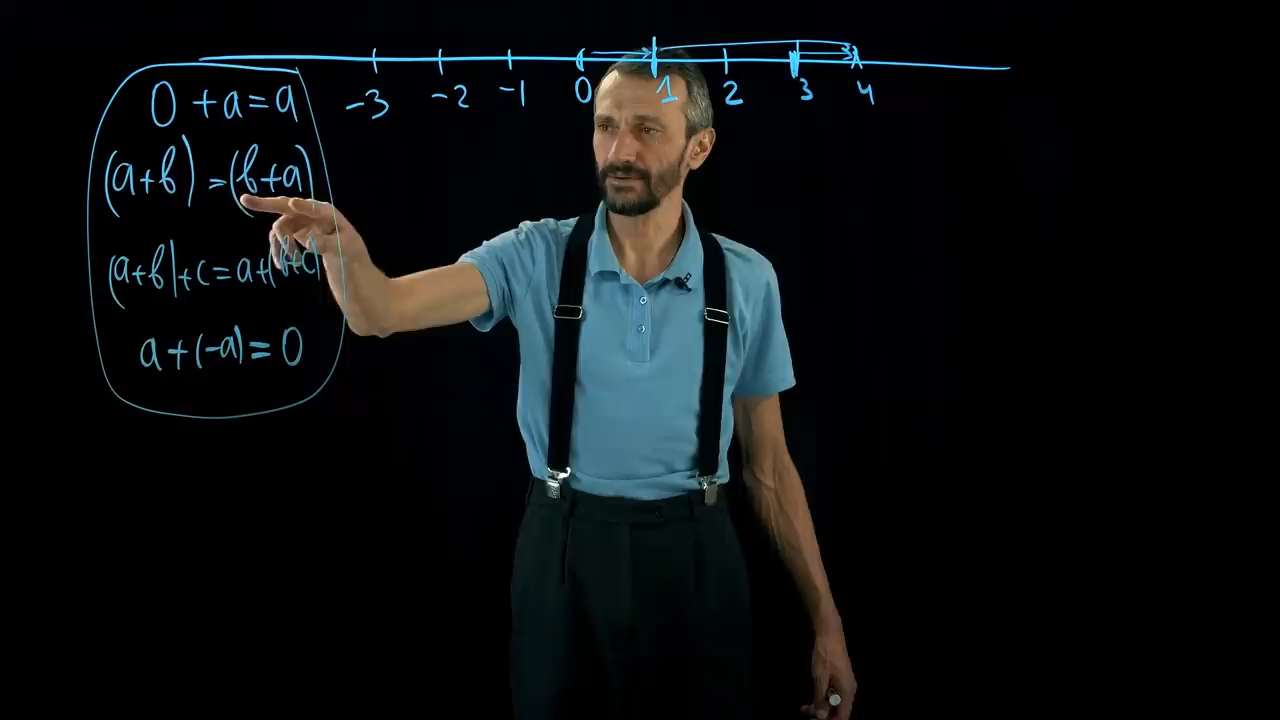 -3 -2 -1 0 1 2 3 4
0 + a = a
(a+b) = (b+a)
(a+b)+c = a+(b+c)
a+(-a) = 0